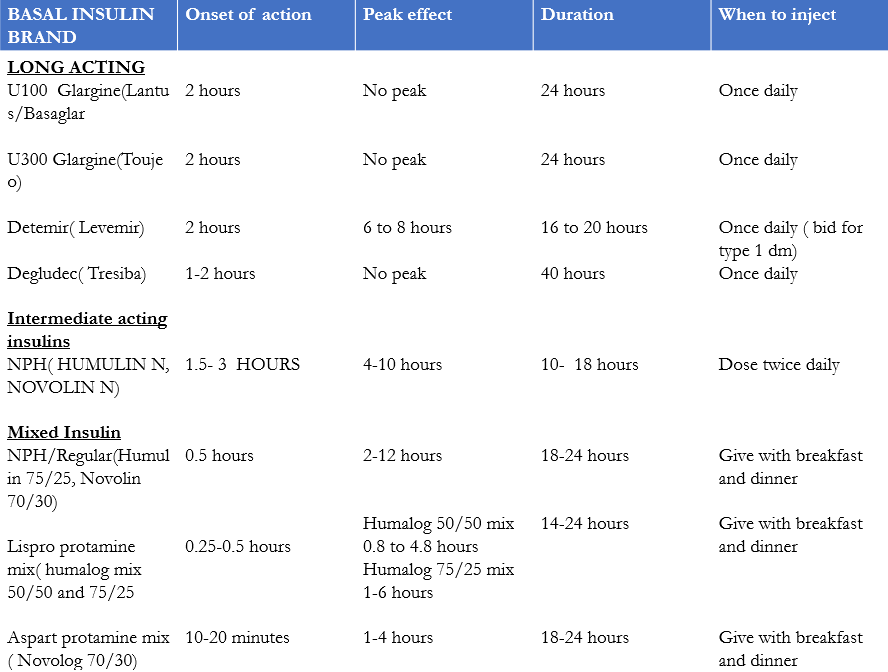 BASAL INSULIN BRAND	Onset of action	Peak effect	Duration	When to inject
LONG ACTING
U100 Glargine(Lantu	2 hours	No peak	24 hours	Once daily
s/Basaglar
U300 Glargine(Touje	2 hours	No peak	24 hours	Once daily
o)
Detemir( Levemir)	2 hours	6 to 8 hours	16 to 20 hours	Once daily ( bid for
type 1 dm)
Degludec( Tresiba)	1-2 hours	No peak	40 hours	Once daily
Intermediate acting
insulins
NPH( HUMULIN N,	1.5- 3 HOURS	4-10 hours	10- 18 hours	Dose twice daily
NOVOLIN N)
Mixed Insulin
NPH/Regular(Humul	0.5 hours	2-12 hours	18-24 hours	Give with breakfast
in 75/25, Novolin	and dinner
70/30)
Humalog 50/50 mix	14-24 hours	Give with breakfast
Lispro protamine	0.25-0.5 hours	0.8 to 4.8 hours	and dinner
mix( humalog mix	Humalog 75/25 mix
50/50 and 75/25	1-6 hours
Aspart protamine mix	10-20 minutes	1-4 hours	18-24 hours	Give with breakfast
( Novolog 70/30)	and dinner